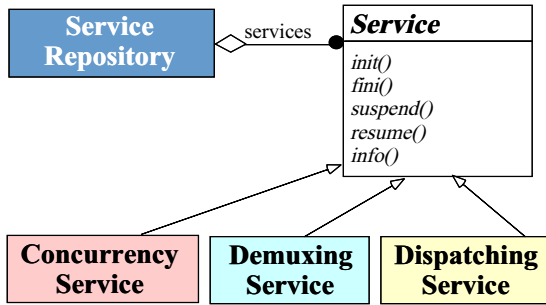 Service
Repository
services
Service
init()
fini()
suspend()
resume()
info()
Concurrency
Service
Demuxing
Service
Dispatching
Service